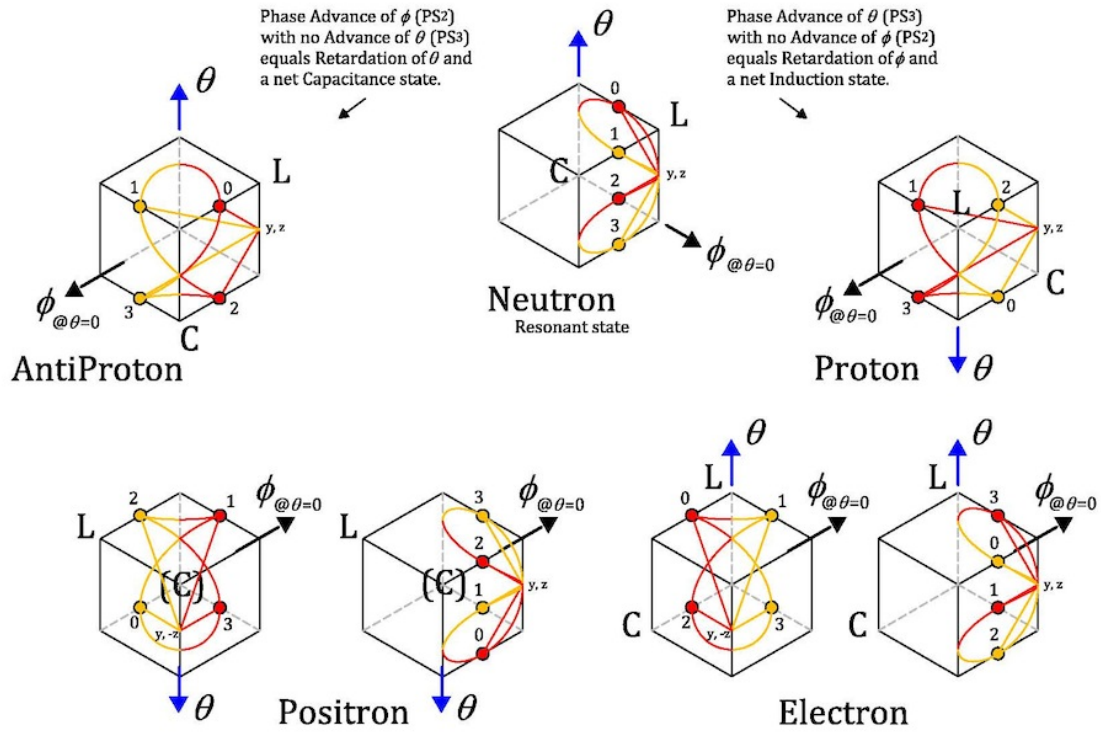 Phase Advance of ϕ (PS2)
with no Advance of θ (PS3)
equals Retardation of θ and
a net Capacitance state.
Phase Advance of θ (PS3)
with no Advance of ϕ (PS2)
equals Retardation of ϕ and
a net Induction state.
θ
L
1
0
y, z
3
2
ϕ@θ=0
C
AntiProton
θ
0
L
1
C
2
y, z
3
ϕ@θ=0
Neutron
Resonant state
1
2
L
y, z
3
0
C
ϕ@θ=0
θ
Proton
2
1
ϕ@θ=0
L
(C)
0
3
y, -z
θ
3
ϕ@θ=0
L
2
(C)
1
y, z
0
θ
Positron
θ
L
0
1
ϕ@θ=0
2
3
C
y, -z
θ
L
3
ϕ@θ=0
0
1
y, z
C
2
Electron